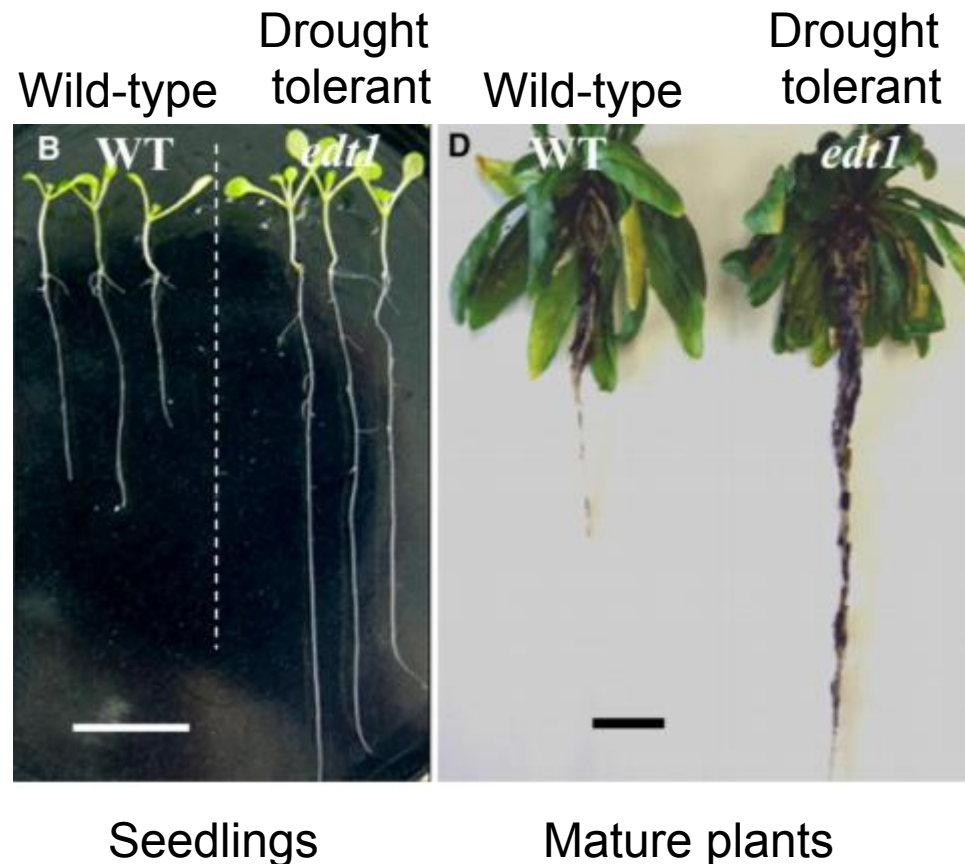 Wild-type
Drought
tolerant
Wild-type
Drought
tolerant
B
WT
edt1
D
WT
edt1
Seedlings
Mature plants